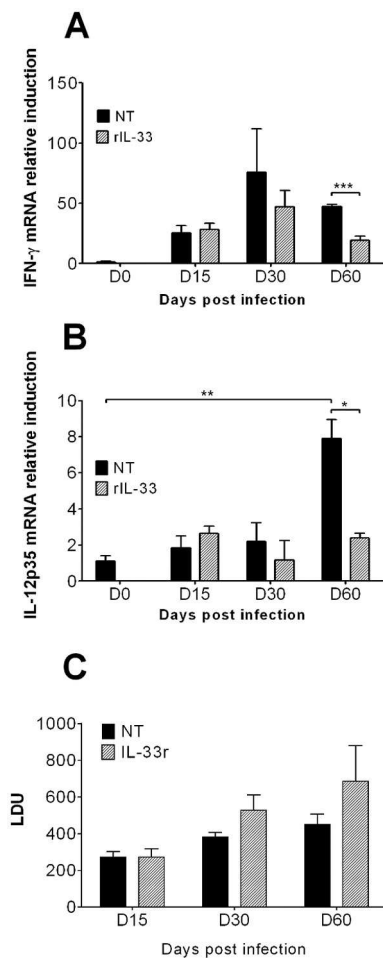 A
IFN-γ mRNA relative induction
150
100
50
0
NT
rIL-33
***
D0 D15 D30 D60
Days post infection
B
IL-12p35 mRNA relative induction
10
8
6
4
2
0
**
*
NT
rIL-33
D0 D15 D30 D60
Days post infection
C
LDU
1000
800
600
400
200
0
NT
IL-33r
D15 D30 D60
Days post infection